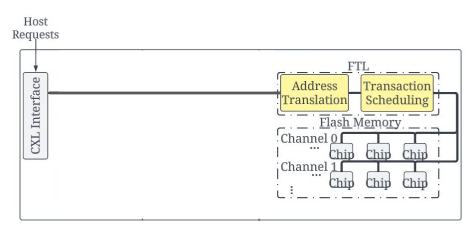 Host
Requests
CXL Interface
FTL
Address
Translation
Transaction
Scheduling
Flash Memory
Channel 0
...
Chip Chip Chip
Channel 1
...
Chip Chip Chip
⋮